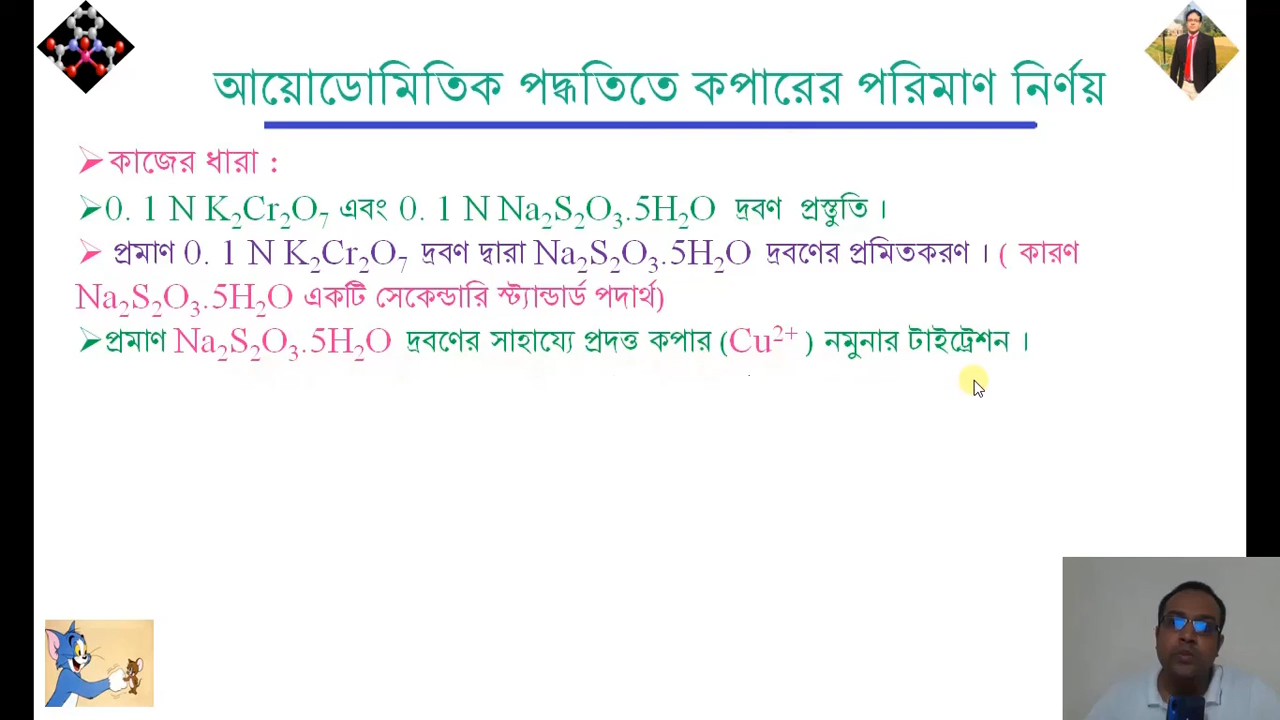 আয়োডোমিতিক পদ্ধতিতে কপারের পরিমাণ নির্ণয়
➢কাজের ধারা :
➢0. 1 N K₂Cr₂O₇ এবং 0. 1 N Na₂S₂O₃.5H₂O দ্রবণ প্রস্তুতি।
➢ প্রমাণ 0. 1 N K₂Cr₂O₇ দ্রবণ দ্বারা Na₂S₂O₃.5H₂O দ্রবণের প্রমিতকরণ। ( কারণ
Na₂S₂O₃.5H₂O একটি সেকেন্ডারি স্ট্যান্ডার্ড পদার্থ)
➢প্রমাণ Na₂S₂O₃.5H₂O দ্রবণের সাহায্যে প্রদত্ত কপার (Cu²⁺ ) নমুনার টাইট্রেশন।